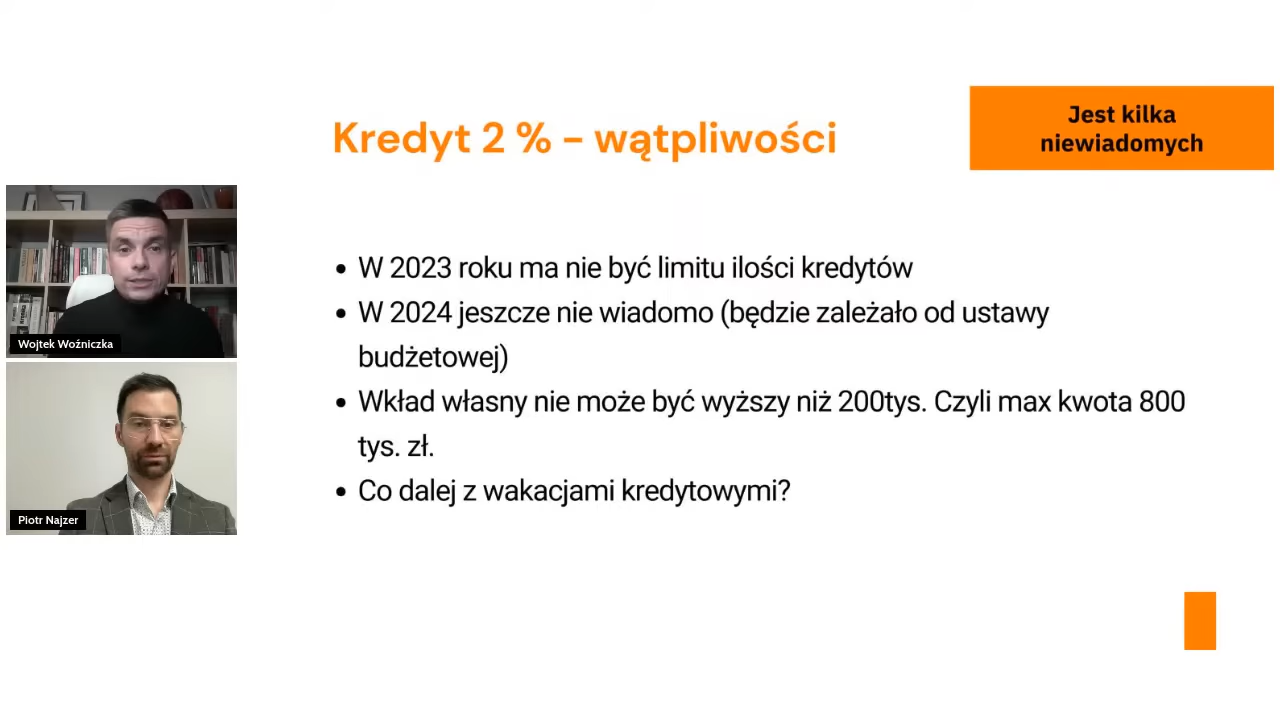 Kredyt 2 % - wątpliwości
Jest kilka
niewiadomych
• W 2023 roku ma nie być limitu ilości kredytów
• W 2024 jeszcze nie wiadomo (będzie zależało od ustawy
budżetowej)
• Wkład własny nie może być wyższy niż 200tys. Czyli max kwota 800
tys. zł.
• Co dalej z wakacjami kredytowymi?
Wojtek Woźniczka
Piotr Najzer